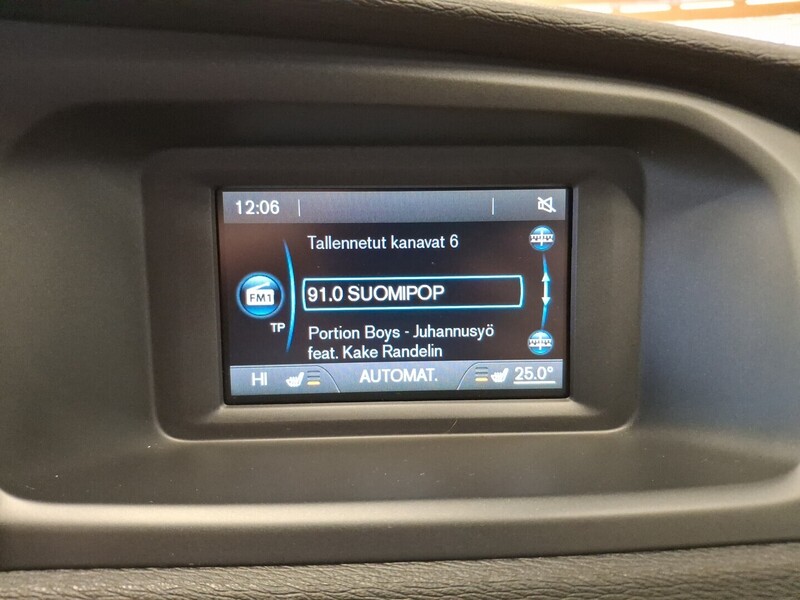 12:06
Tallennetut kanavat 6
FM1
91.0 SUOMIPOP
TP
Portion Boys - Juhannusyö
feat. Kake Randelin
HI AUTOMAT. 25.0°